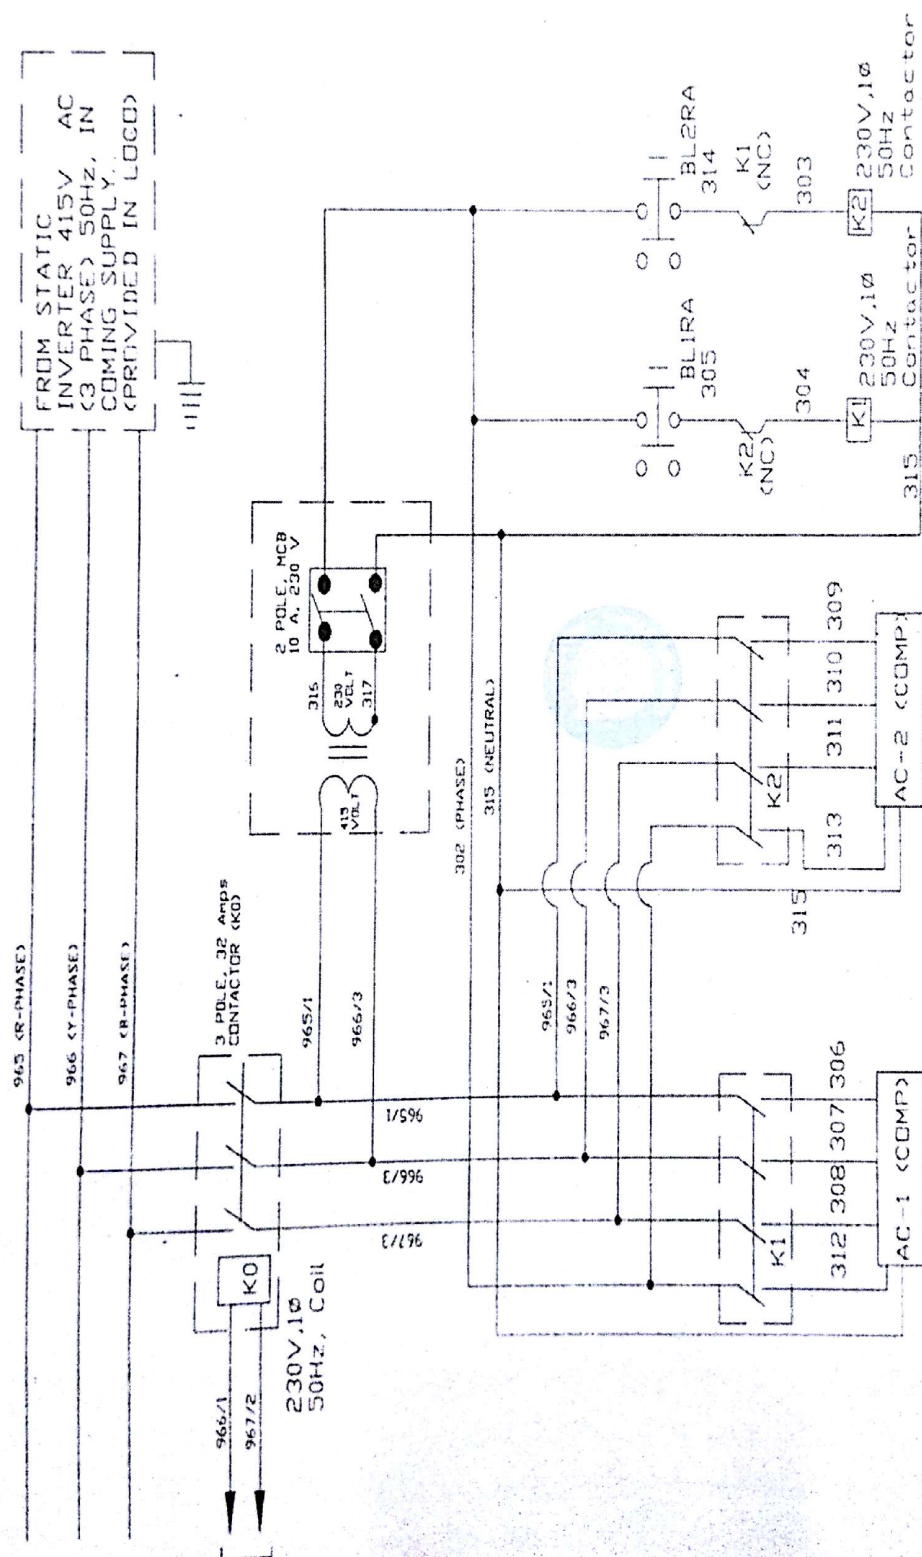 FROM STATIC
INVERTER 415V AC
(3 PHASE) 50Hz, IN
COMING SUPPLY.
(PROVIDED IN LOCO)
965 (R-PHASE)
966 (Y-PHASE)
967 (B-PHASE)
3 POLE, 32 Amps
CONTACTOR (K0)
K0
230V,1Ø
50Hz, Coil
966/1
967/2
965/1
966/3
965/1
966/3
967/3
415
VOLT
230
VOLT
316
317
2 POLE, MCB
10 A, 230 V
302 (PHASE)
315 (NEUTRAL)
965/1
966/3
967/3
BL1RA
305
K2
(NC)
304
K1
230V,1Ø
50Hz
Contactor
BL2RA
314
K1
(NC)
303
K2
230V,1Ø
50Hz
Contactor
315
K1
312
308
307
306
AC-1 (COMP)
315
K2
313
311
310
309
AC-2 (COMP)